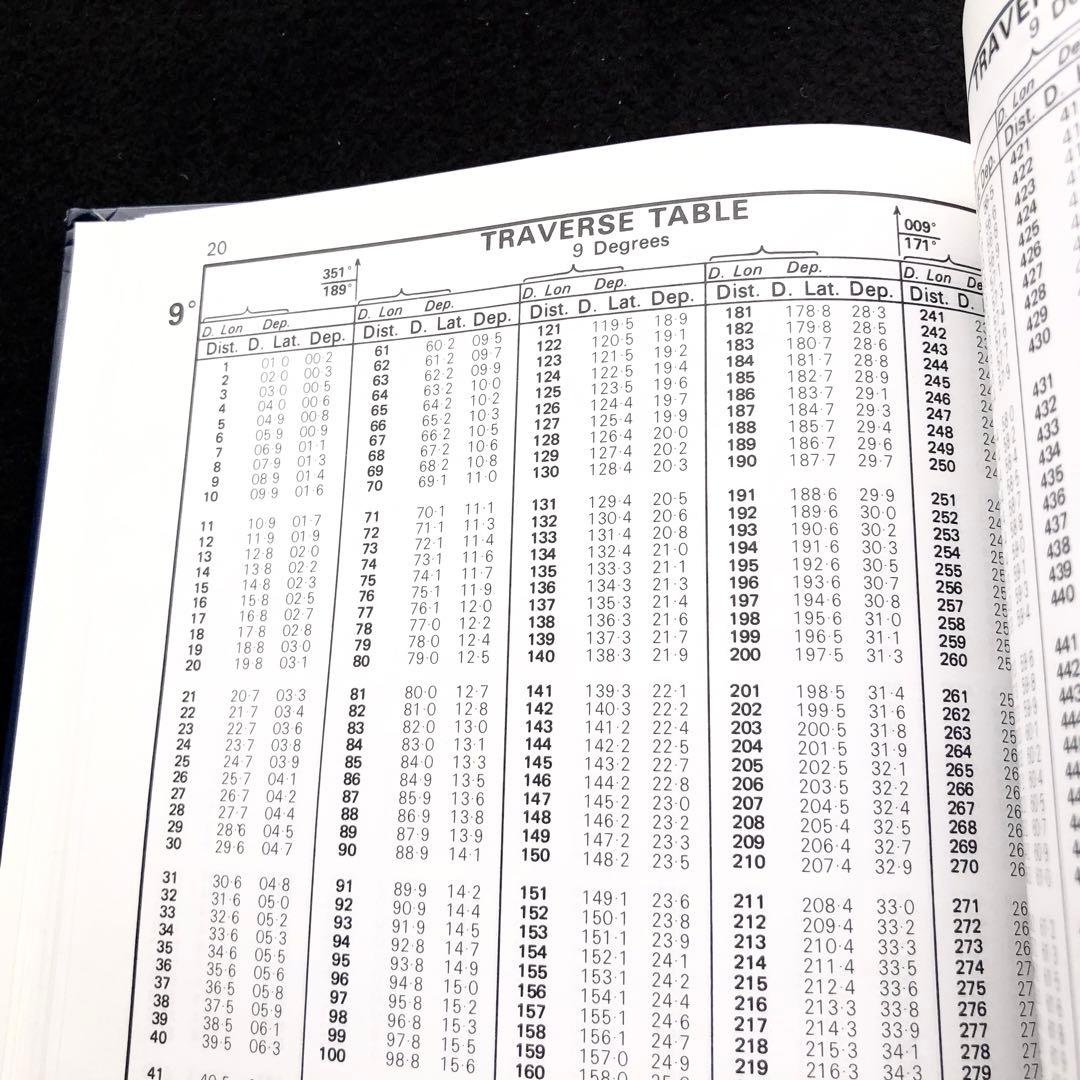 20
TRAVERSE TABLE
9 Degrees
9°
351°
189°
009°
171°
D. Lon Dep.
Dist. D. Lat. Dep.
1 01·0 00·2
2 02·0 00·3
3 03·0 00·5
4 04·0 00·6
5 04·9 00·8
6 05·9 00·9
7 06·9 01·1
8 07·9 01·3
9 08·9 01·4
10 09·9 01·6
11 10·9 01·7
12 11·9 01·9
13 12·8 02·0
14 13·8 02·2
15 14·8 02·3
16 15·8 02·5
17 16·8 02·7
18 17·8 02·8
19 18·8 03·0
20 19·8 03·1
21 20·7 03·3
22 21·7 03·4
23 22·7 03·6
24 23·7 03·8
25 24·7 03·9
26 25·7 04·1
27 26·7 04·2
28 27·7 04·4
29 28·6 04·5
30 29·6 04·7
31 30·6 04·8
32 31·6 05·0
33 32·6 05·2
34 33·6 05·3
35 34·6 05·5
36 35·6 05·6
37 36·5 05·8
38 37·5 05·9
39 38·5 06·1
40 39·5 06·3
41
D. Lon Dep.
Dist. D. Lat. Dep.
61 60·2 09·5
62 61·2 09·7
63 62·2 09·9
64 63·2 10·0
65 64·2 10·2
66 65·2 10·3
67 66·2 10·5
68 67·2 10·6
69 68·2 10·8
70 69·1 11·0
71 70·1 11·1
72 71·1 11·3
73 72·1 11·4
74 73·1 11·6
75 74·1 11·7
76 75·1 11·9
77 76·1 12·0
78 77·0 12·2
79 78·0 12·4
80 79·0 12·5
81 80·0 12·7
82 81·0 12·8
83 82·0 13·0
84 83·0 13·1
85 84·0 13·3
86 84·9 13·5
87 85·9 13·6
88 86·9 13·8
89 87·9 13·9
90 88·9 14·1
91 89·9 14·2
92 90·9 14·4
93 91·9 14·5
94 92·8 14·7
95 93·8 14·9
96 94·8 15·0
97 95·8 15·2
98 96·8 15·3
99 97·8 15·5
100 98·8 15·6
D. Lon Dep.
Dist. D. Lat. Dep.
121 119·5 18·9
122 120·5 19·1
123 121·5 19·2
124 122·5 19·4
125 123·5 19·6
126 124·4 19·7
127 125·4 19·9
128 126·4 20·0
129 127·4 20·2
130 128·4 20·3
131 129·4 20·5
132 130·4 20·6
133 131·4 20·8
134 132·4 21·0
135 133·3 21·1
136 134·3 21·3
137 135·3 21·4
138 136·3 21·6
139 137·3 21·7
140 138·3 21·9
141 139·3 22·1
142 140·3 22·2
143 141·2 22·4
144 142·2 22·5
145 143·2 22·7
146 144·2 22·8
147 145·2 23·0
148 146·2 23·2
149 147·2 23·3
150 148·2 23·5
151 149·1 23·6
152 150·1 23·8
153 151·1 23·9
154 152·1 24·1
155 153·1 24·2
156 154·1 24·4
157 155·1 24·6
158 156·1 24·7
159 157·0 24·9
160 158·0
D. Lon Dep.
Dist. D. Lat. Dep.
181 178·8 28·3
182 179·8 28·5
183 180·7 28·6
184 181·7 28·8
185 182·7 28·9
186 183·7 29·1
187 184·7 29·3
188 185·7 29·4
189 186·7 29·6
190 187·7 29·7
191 188·6 29·9
192 189·6 30·0
193 190·6 30·2
194 191·6 30·3
195 192·6 30·5
196 193·6 30·7
197 194·6 30·8
198 195·6 31·0
199 196·5 31·1
200 197·5 31·3
201 198·5 31·4
202 199·5 31·6
203 200·5 31·8
204 201·5 31·9
205 202·5 32·1
206 203·5 32·2
207 204·5 32·4
208 205·4 32·5
209 206·4 32·7
210 207·4 32·9
211 208·4 33·0
212 209·4 33·2
213 210·4 33·3
214 211·4 33·5
215 212·4 33·6
216 213·3 33·8
217 214·3 33·9
218 215·3 34·1
219 216·3 34·3
D. Lon De
Dist. D.
241
242
243
244
245
246
247
248
249
250
251
252
253
254
255
256
257
258
259
260
261
262
263
264
265
266
267
268
269
270
271
272
273
274
275
276
277
278
279
TRAVE
9 D
D. Lon De
Dist. D.
421
422
423
424
425
426
427
428
429
430
431
432
433
434
435
436
437
438
439
440
441
442